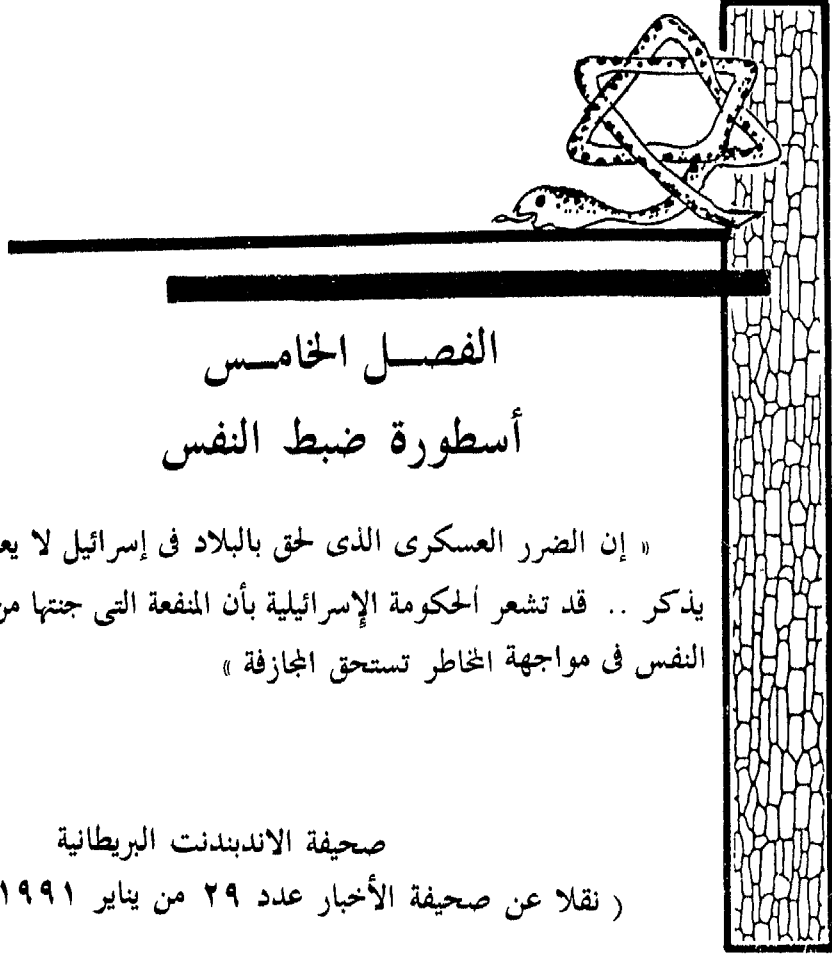 الفصل الخامس
أسطورة ضبط النفس
« إن الضرر العسكرى الذى لحق بالبلاد فى إسرائيل لا
يذكر .. قد تشعر الحكومة الإسرائيلية بأن المنفعة التى جنتها
النفس فى مواجهة المخاطر تستحق المجازفة »
صحيفة الاندبندنت البريطانية
( نقلا عن صحيفة الأخبار عدد ٢٩ من يناير ١٩٩١